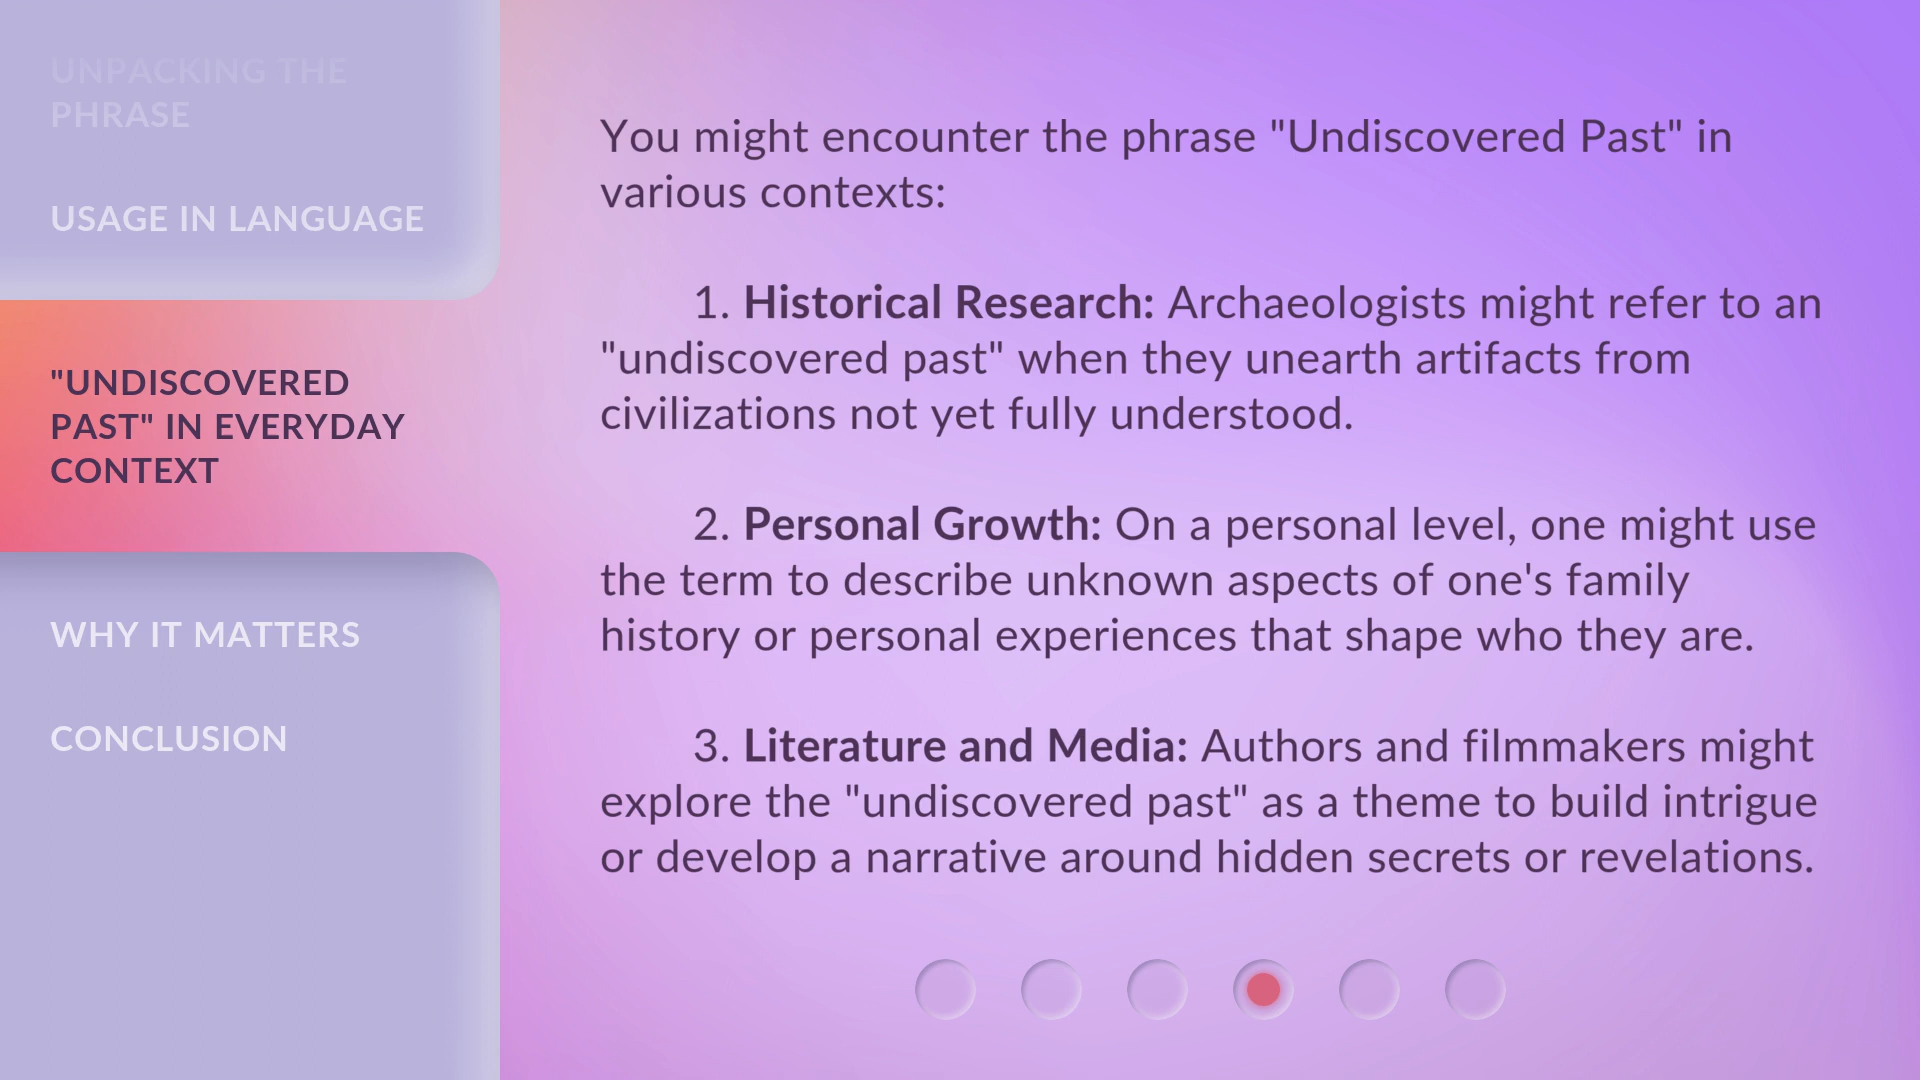 UNPACKING THE
PHRASE
USAGE IN LANGUAGE
"UNDISCOVERED
PAST" IN EVERYDAY
CONTEXT
WHY IT MATTERS
CONCLUSION
You might encounter the phrase "Undiscovered Past" in
various contexts:
1. Historical Research: Archaeologists might refer to an
"undiscovered past" when they unearth artifacts from
civilizations not yet fully understood.
2. Personal Growth: On a personal level, one might use
the term to describe unknown aspects of one's family
history or personal experiences that shape who they are.
3. Literature and Media: Authors and filmmakers might
explore the "undiscovered past" as a theme to build intrigue
or develop a narrative around hidden secrets or revelations.